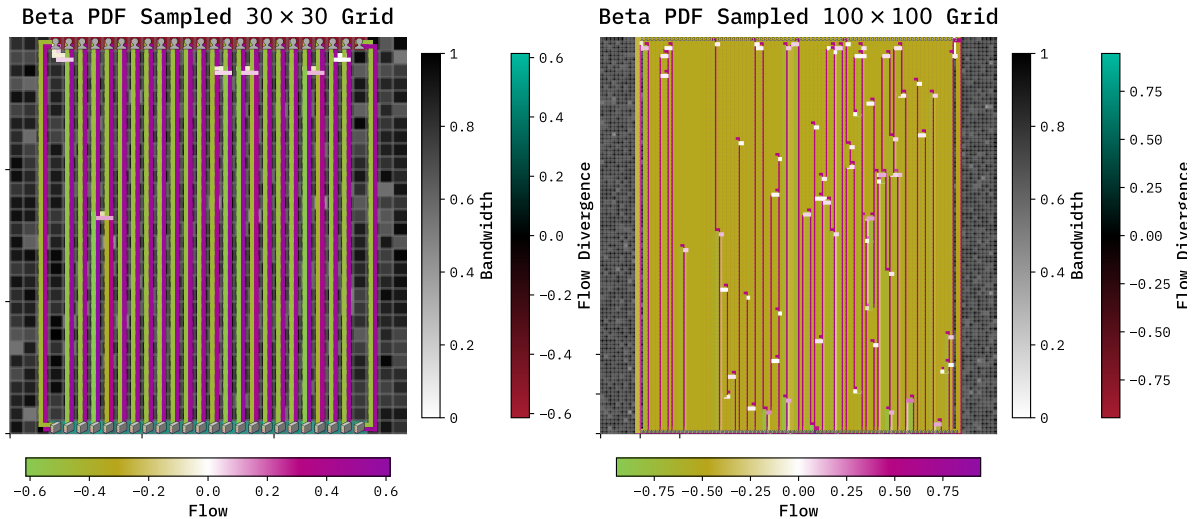 Beta PDF Sampled 30 × 30 Grid
Beta PDF Sampled 100 × 100 Grid
1
0.8
0.6
0.4
0.2
0
Bandwidth
0.6
0.4
0.2
0.0
−0.2
−0.4
−0.6
Flow Divergence
1
0.8
0.6
0.4
0.2
0
Bandwidth
0.75
0.50
0.25
0.00
−0.25
−0.50
−0.75
Flow Divergence
−0.6 −0.4 −0.2 0.0 0.2 0.4 0.6
Flow
−0.75 −0.50 −0.25 0.00 0.25 0.50 0.75
Flow